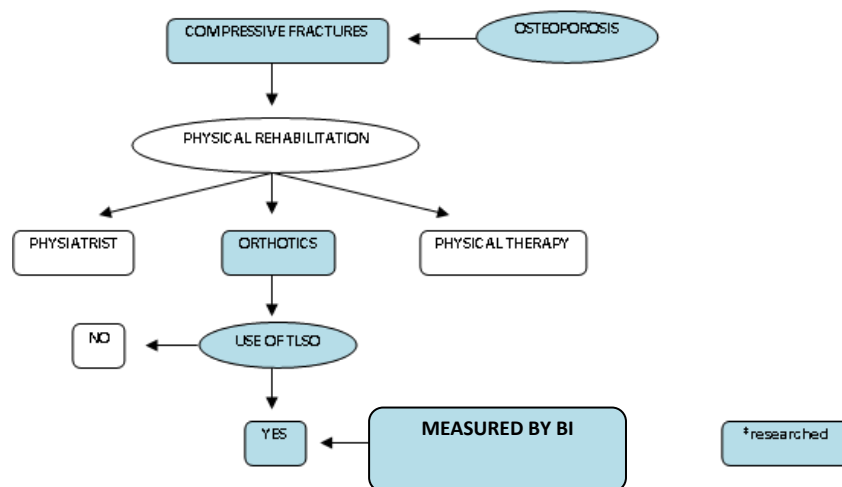 COMPRESSIVE FRACTURES
OSTEOPOROSIS
PHYSICAL REHABILITATION
PHYSIATRIST
ORTHOTICS
PHYSICAL THERAPY
NO
USE OF TLSO
YES
MEASURED BY BI
*researched